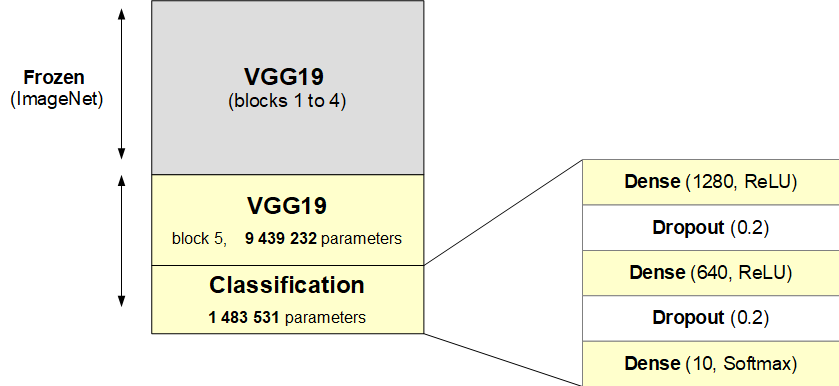 Frozen
(ImageNet)
VGG19
(blocks 1 to 4)
VGG19
block 5, 9 439 232 parameters
Classification
1 483 531 parameters
Dense (1280, ReLU)
Dropout (0.2)
Dense (640, ReLU)
Dropout (0.2)
Dense (10, Softmax)